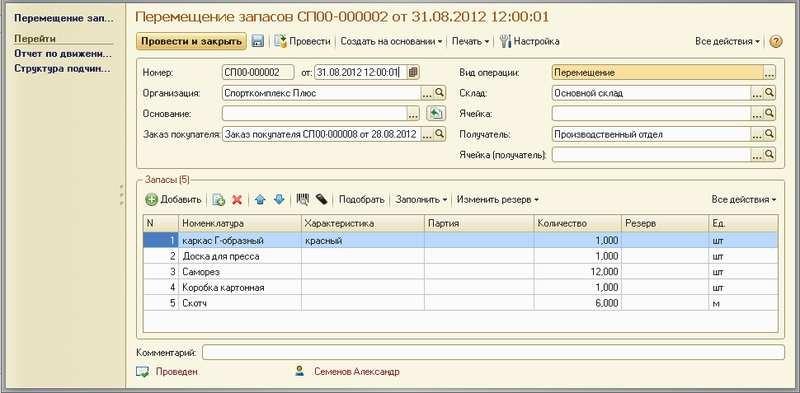 Перемещение зап...
Перейти
Отчет по движени...
Структура подчин...
Перемещение запасов СП00-000002 от 31.08.2012 12:00:01
Провести и закрыть Провести Создать на основании Печать Настройка Все действия
Номер: СП00-000002 от: 31.08.2012 12:00:01 Вид операции: Перемещение
Организация: Спорткомплекс Плюс Склад: Основной склад
Основание: Ячейка:
Заказ покупателя: Заказ покупателя СП00-000008 от 28.08.2012 Получатель: Производственный отдел
Ячейка (получатель):
Запасы (5)
Добавить Подобрать Заполнить Изменить резерв Все действия
N Номенклатура Характеристика Партия Количество Резерв Ед.
1 каркас Г-образный красный 1,000 шт
2 Доска для пресса 1,000 шт
3 Саморез 12,000 шт
4 Коробка картонная 1,000 шт
5 Скотч 6,000 м
Комментарий:
Проведен Семенов Александр